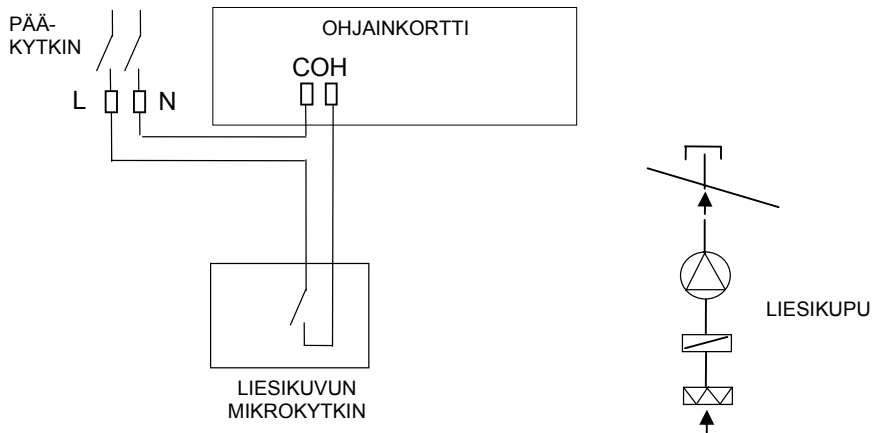 PÄÄ-
KYTKIN
OHJAINKORTTI
COH
L N
LIESIKUPU
LIESIKUVUN
MIKROKYTKIN